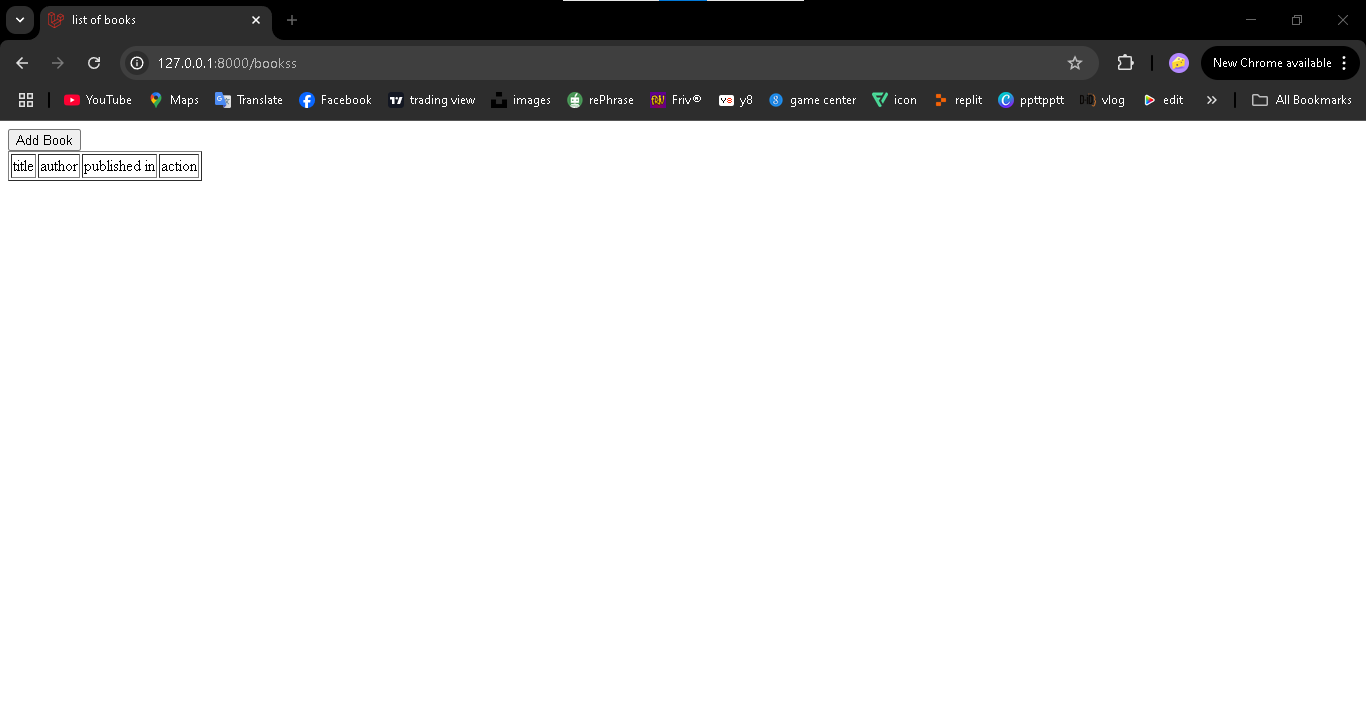 list of books
127.0.0.1:8000/bookss
New Chrome available
YouTube Maps Translate Facebook trading view images rePhrase Friv® y8 game center icon replit ppttpptt vlog edit » All Bookmarks
Add Book
title author published in action